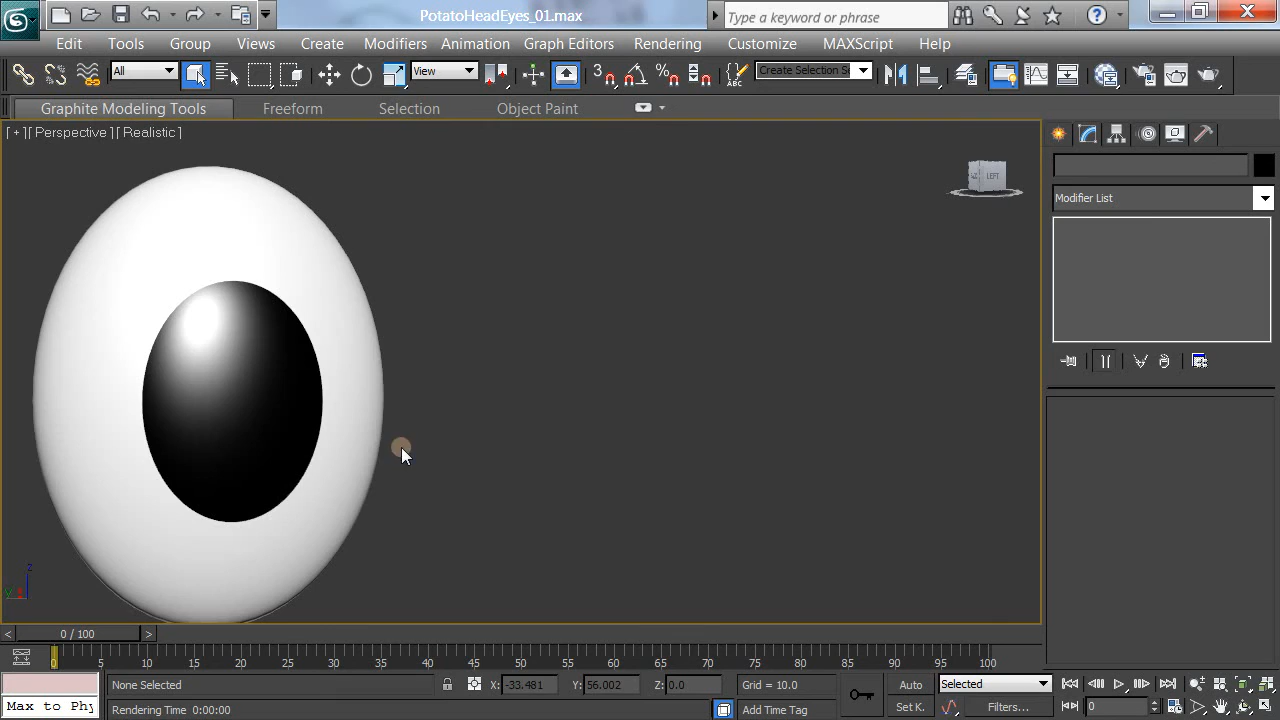 PotatoHeadEyes_01.max
Type a keyword or phrase
Edit Tools Group Views Create Modifiers Animation Graph Editors Rendering Customize MAXScript Help
All View Create Selection Se
Graphite Modeling Tools Freeform Selection Object Paint
[ + ][ Perspective ][ Realistic ]
LEFT
Modifier List
z
y
< 0 / 100 >
0 5 10 15 20 25 30 35 40 45 50 55 60 65 70 75 80 85 90 95 100
None Selected X: -33.481 Y: 56.002 Z: 0.0 Grid = 10.0 Auto Selected
Max to Phy Rendering Time 0:00:00 Add Time Tag Set K. Filters... 0